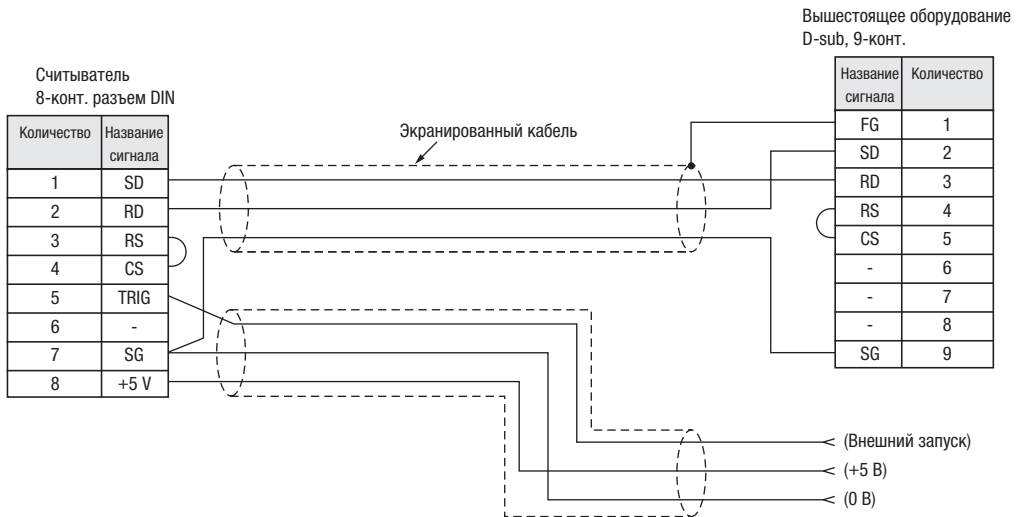 Вышестоящее оборудование
D-sub, 9-конт.
Считыватель
8-конт. разъем DIN
Количество Название сигнала
1 SD
2 RD
3 RS
4 CS
5 TRIG
6 -
7 SG
8 +5 V
Экранированный кабель
Название сигнала Количество
FG 1
SD 2
RD 3
RS 4
CS 5
- 6
- 7
- 8
SG 9
(Внешний запуск)
(+5 В)
(0 В)